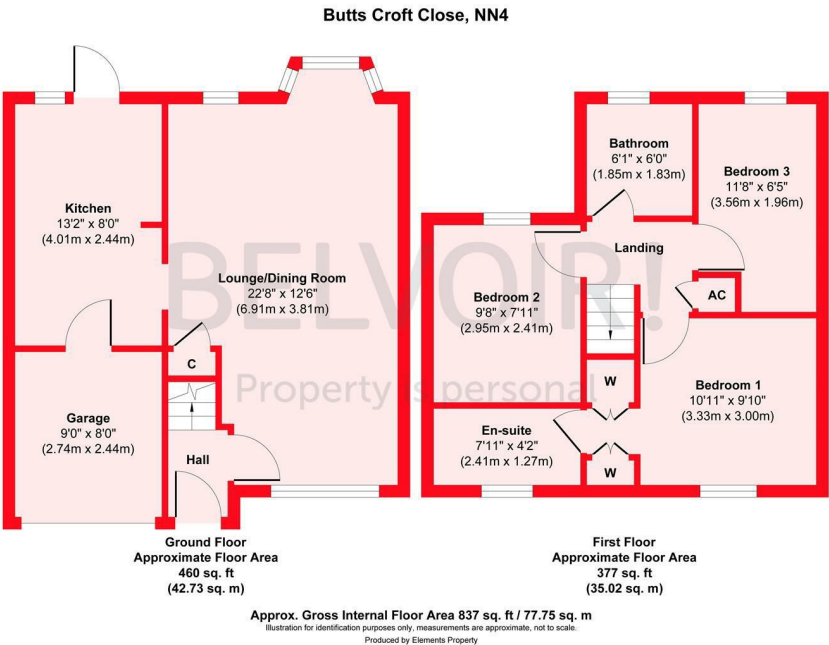 Butts Croft Close, NN4
Kitchen
13'2" x 8'0"
(4.01m x 2.44m)
Lounge/Dining Room
22'8" x 12'6"
(6.91m x 3.81m)
C
Garage
9'0" x 8'0"
(2.74m x 2.44m)
Hall
Bathroom
6'1" x 6'0"
(1.85m x 1.83m)
Bedroom 3
11'8" x 6'5"
(3.56m x 1.96m)
Landing
AC
Bedroom 2
9'8" x 7'11"
(2.95m x 2.41m)
W
Bedroom 1
10'11" x 9'10"
(3.33m x 3.00m)
En-suite
7'11" x 4'2"
(2.41m x 1.27m)
W
BELVOIR!
Property is personal
Ground Floor
Approximate Floor Area
460 sq. ft
(42.73 sq. m)
First Floor
Approximate Floor Area
377 sq. ft
(35.02 sq. m)
Approx. Gross Internal Floor Area 837 sq. ft / 77.75 sq. m
Illustration for identification purposes only, measurements are approximate, not to scale.
Produced by Elements Property